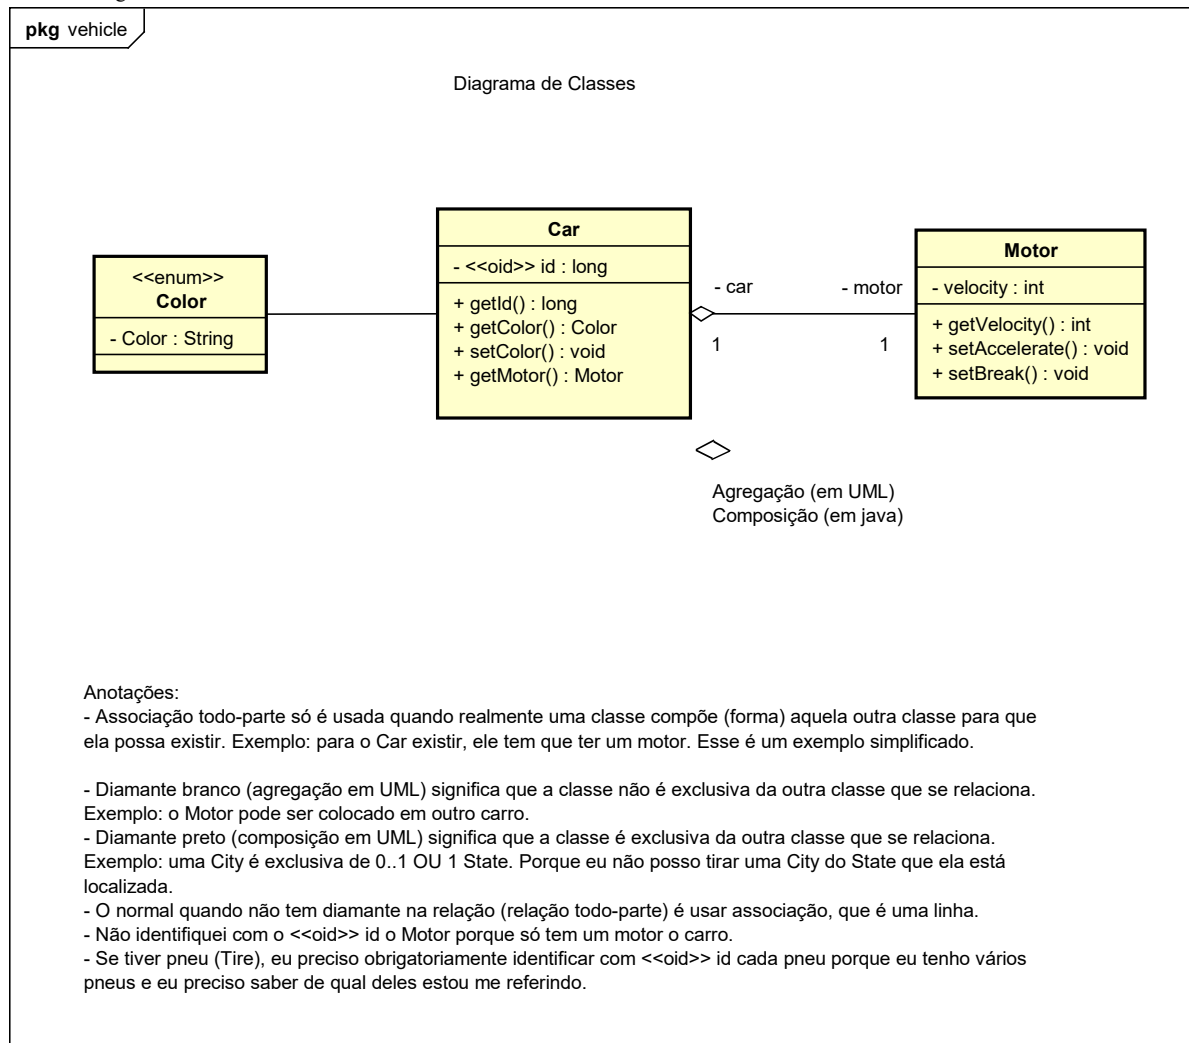 pkg vehicle
Diagrama de Classes
<<enum>>
Color
- Color : String
Car
- <<oid>> id : long
+ getId() : long
+ getColor() : Color
+ setColor() : void
+ getMotor() : Motor
- car
1
- motor
1
Motor
- velocity : int
+ getVelocity() : int
+ setAccelerate() : void
+ setBreak() : void
Agregação (em UML)
Composição (em java)
Anotações:
- Associação todo-parte só é usada quando realmente uma classe compõe (forma) aquela outra classe para que
ela possa existir. Exemplo: para o Car existir, ele tem que ter um motor. Esse é um exemplo simplificado.
- Diamante branco (agregação em UML) significa que a classe não é exclusiva da outra classe que se relaciona.
Exemplo: o Motor pode ser colocado em outro carro.
- Diamante preto (composição em UML) significa que a classe é exclusiva da outra classe que se relaciona.
Exemplo: uma City é exclusiva de 0..1 OU 1 State. Porque eu não posso tirar uma City do State que ela está
localizada.
- O normal quando não tem diamante na relação (relação todo-parte) é usar associação, que é uma linha.
- Não identifiquei com o <<oid>> id o Motor porque só tem um motor o carro.
- Se tiver pneu (Tire), eu preciso obrigatoriamente identificar com <<oid>> id cada pneu porque eu tenho vários
pneus e eu preciso saber de qual deles estou me referindo.